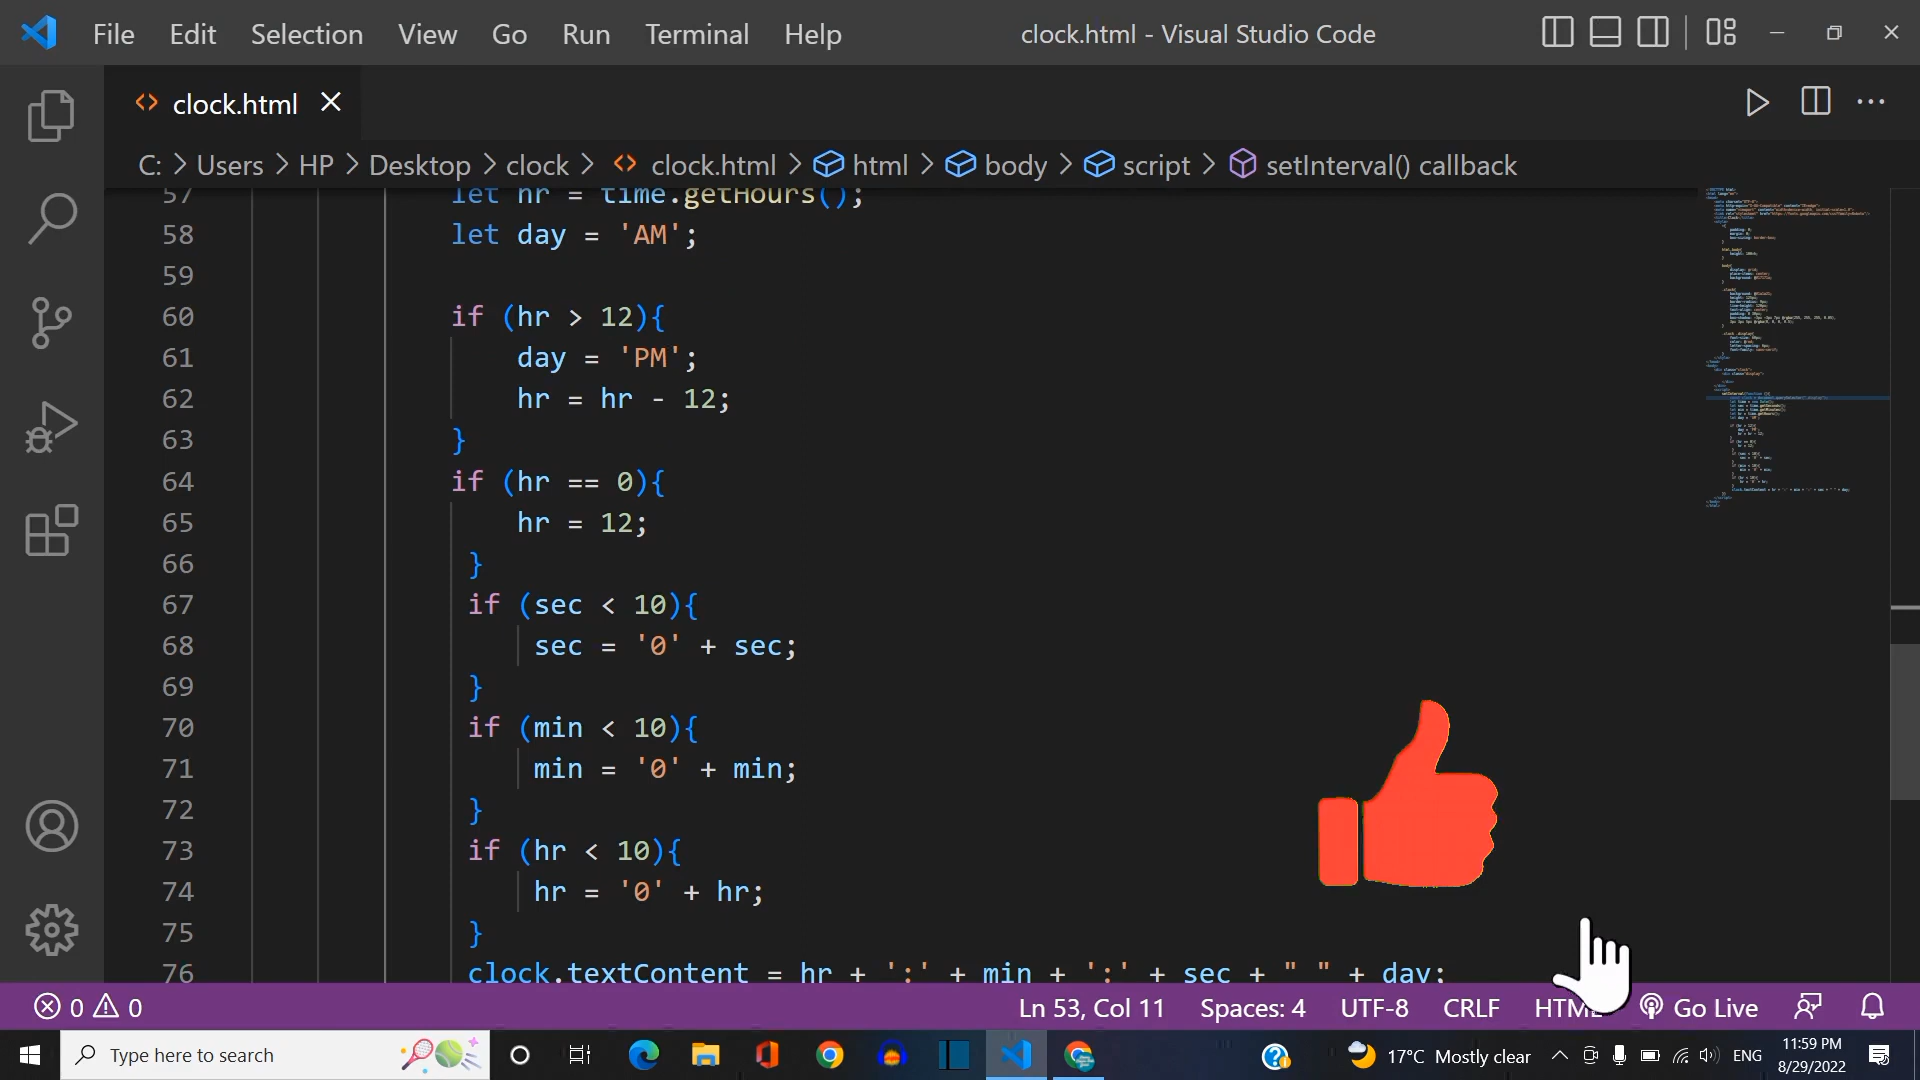 File Edit Selection View Go Run Terminal Help clock.html - Visual Studio Code
clock.html
C: > Users > HP > Desktop > clock > clock.html > html > body > script > setInterval() callback
57 let hr = time.getHours();
58 let day = 'AM';
59
60 if (hr > 12){
61 day = 'PM';
62 hr = hr - 12;
63 }
64 if (hr == 0){
65 hr = 12;
66 }
67 if (sec < 10){
68 sec = '0' + sec;
69 }
70 if (min < 10){
71 min = '0' + min;
72 }
73 if (hr < 10){
74 hr = '0' + hr;
75 }
76 clock.textContent = hr + ':' + min + ':' + sec + " " + day;
0 0 Ln 53, Col 11 Spaces: 4 UTF-8 CRLF HTML Go Live
Type here to search 17°C Mostly clear ENG 11:59 PM
8/29/2022